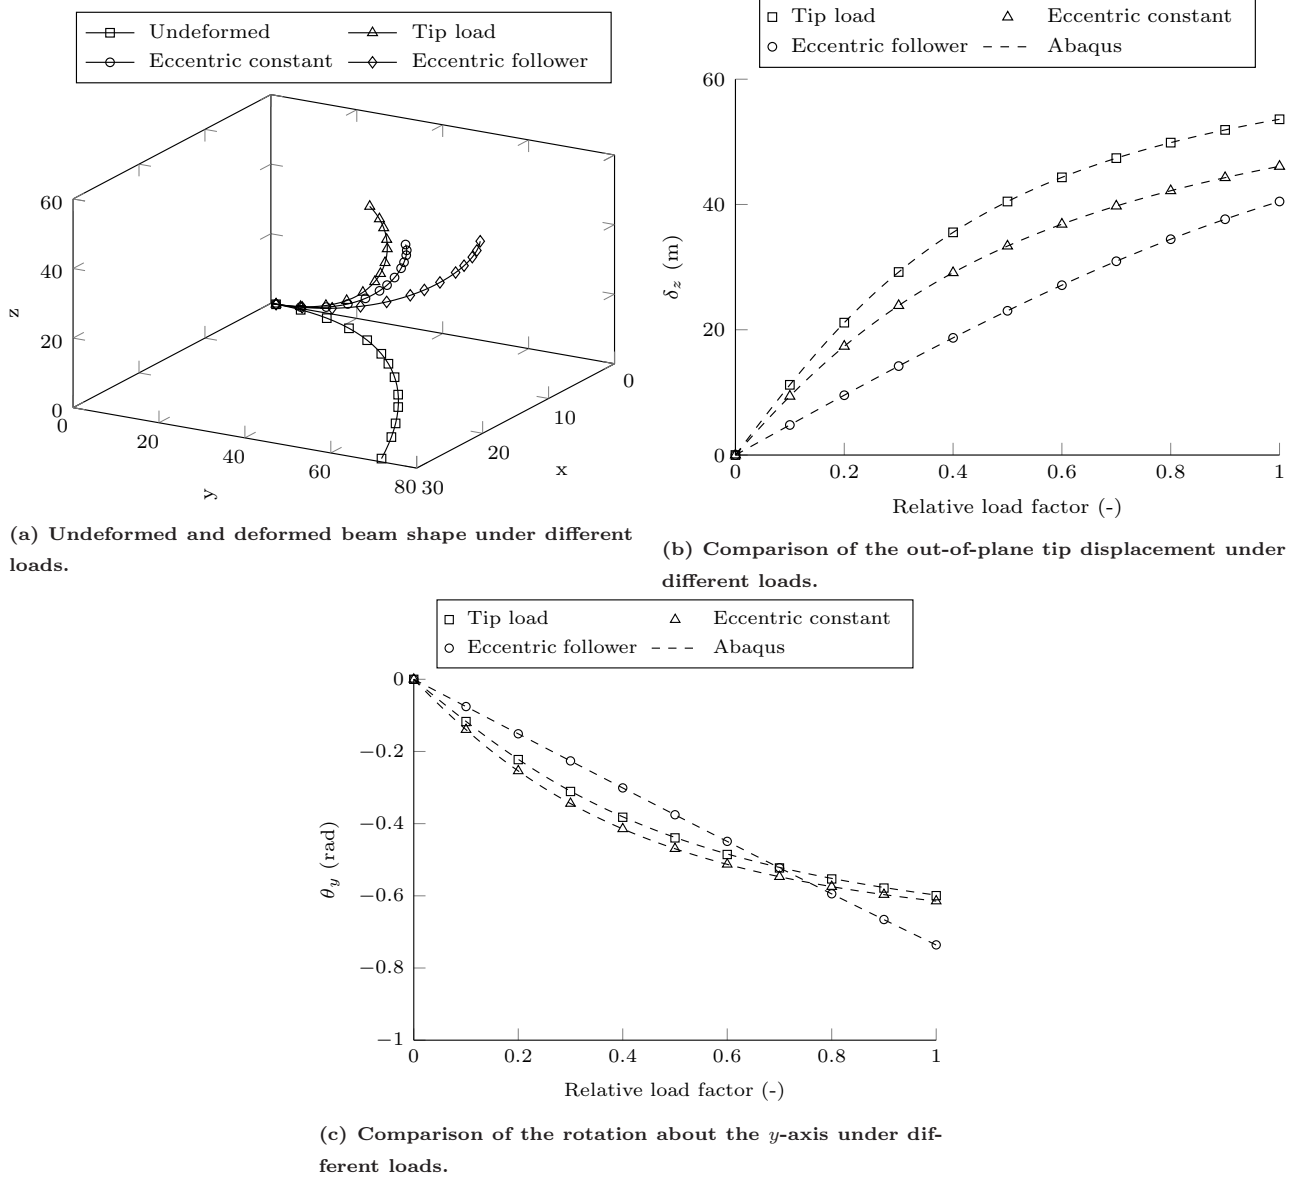 Undeformed Tip load
Eccentric constant Eccentric follower
60
40
20
0
z
0
20
40
60
80
y
30
20
10
0
x
(a) Undeformed and deformed beam shape under different
loads.
Tip load Eccentric constant
Eccentric follower Abaqus
60
40
20
0
δz (m)
0 0.2 0.4 0.6 0.8 1
Relative load factor (-)
(b) Comparison of the out-of-plane tip displacement under
different loads.
Tip load Eccentric constant
Eccentric follower Abaqus
0
−0.2
−0.4
−0.6
−0.8
−1
θy (rad)
0 0.2 0.4 0.6 0.8 1
Relative load factor (-)
(c) Comparison of the rotation about the y-axis under dif-
ferent loads.